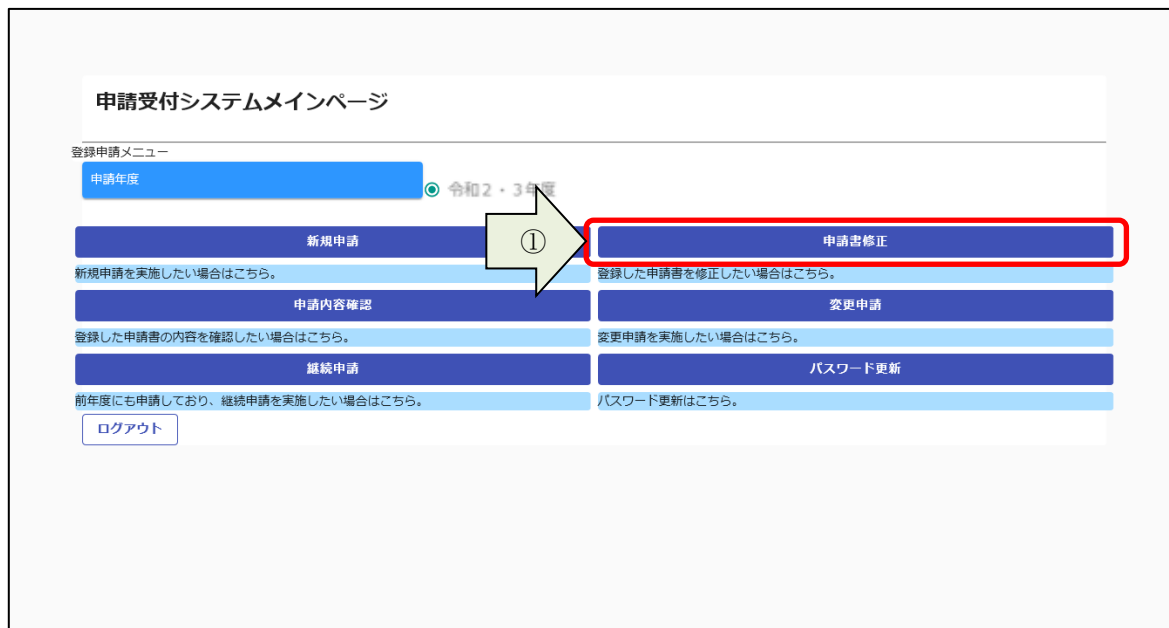 申請受付システムメインページ
登録申請メニュー
申請年度
令和2・3年度
①
新規申請
申請書修正
新規申請を実施したい場合はこちら。
登録した申請書を修正したい場合はこちら。
申請内容確認
変更申請
登録した申請書の内容を確認したい場合はこちら。
変更申請を実施したい場合はこちら。
継続申請
パスワード更新
前年度にも申請しており、継続申請を実施したい場合はこちら。
パスワード更新はこちら。
ログアウト